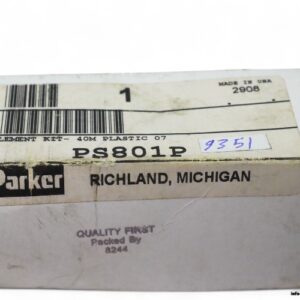 MADE IN USA
1
2908
LEMENT KIT- 40M PLASTIC 07
PS801P
9351
Parker
RICHLAND, MICHIGAN
QUALITY FIRST
Packed By
8244